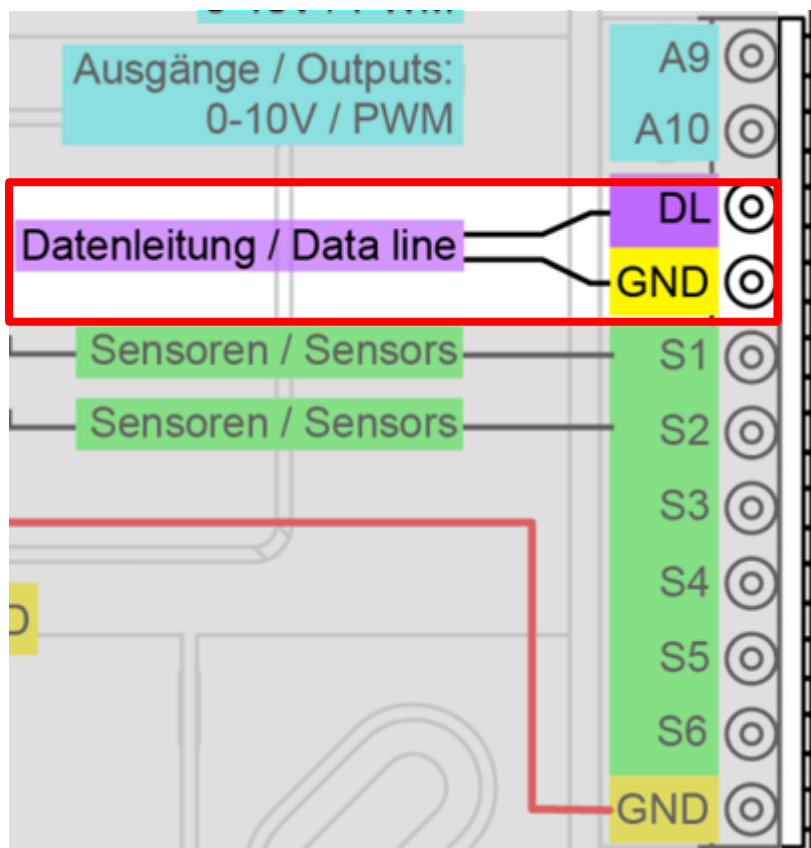 A9
Ausgänge / Outputs:
0-10V / PWM
A10
DL
Datenleitung / Data line
GND
Sensoren / Sensors
S1
Sensoren / Sensors
S2
S3
S4
S5
S6
GND